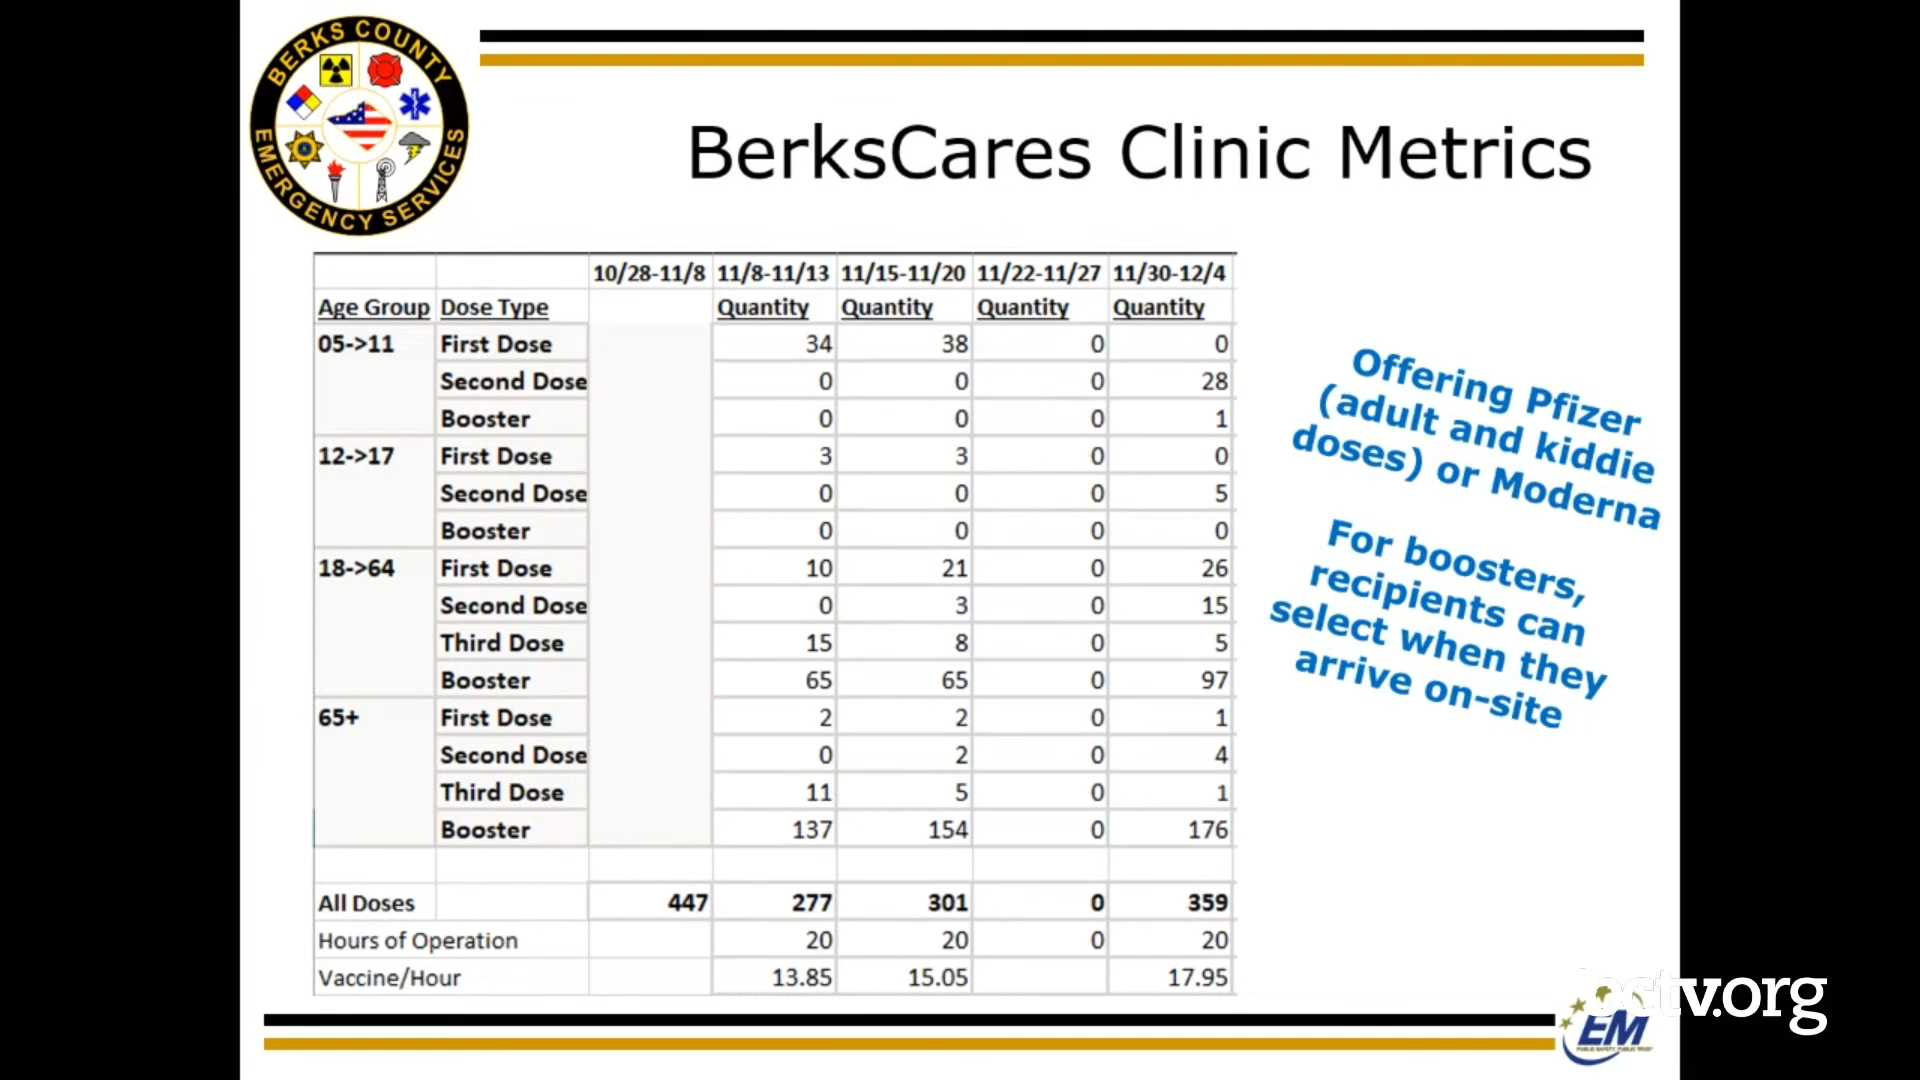 BERKS COUNTY
EMERGENCY SERVICES
BerksCares Clinic Metrics
10/28-11/8 11/8-11/13 11/15-11/20 11/22-11/27 11/30-12/4
Age Group Dose Type Quantity Quantity Quantity Quantity
05->11 First Dose 34 38 0 0
Second Dose 0 0 0 28
Booster 0 0 0 1
12->17 First Dose 3 3 0 0
Second Dose 0 0 0 5
Booster 0 0 0 0
18->64 First Dose 10 21 0 26
Second Dose 0 3 0 15
Third Dose 15 8 0 5
Booster 65 65 0 97
65+ First Dose 2 2 0 1
Second Dose 0 2 0 4
Third Dose 11 5 0 1
Booster 137 154 0 176
All Doses 447 277 301 0 359
Hours of Operation 20 20 0 20
Vaccine/Hour 13.85 15.05 17.95
Offering Pfizer
(adult and kiddie
doses) or Moderna
For boosters,
recipients can
select when they
arrive on-site
bctv.org
EM